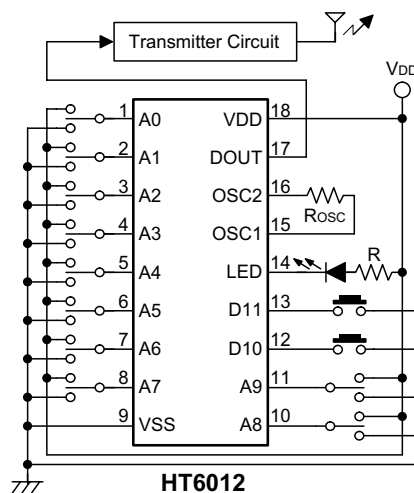 Transmitter Circuit
VDD
1 A0 VDD 18
2 A1 DOUT 17
3 A2 OSC2 16
ROSC
4 A3 OSC1 15
5 A4 LED 14 R
6 A5 D11 13
7 A6 D10 12
8 A7 A9 11
9 VSS A8 10
HT6012